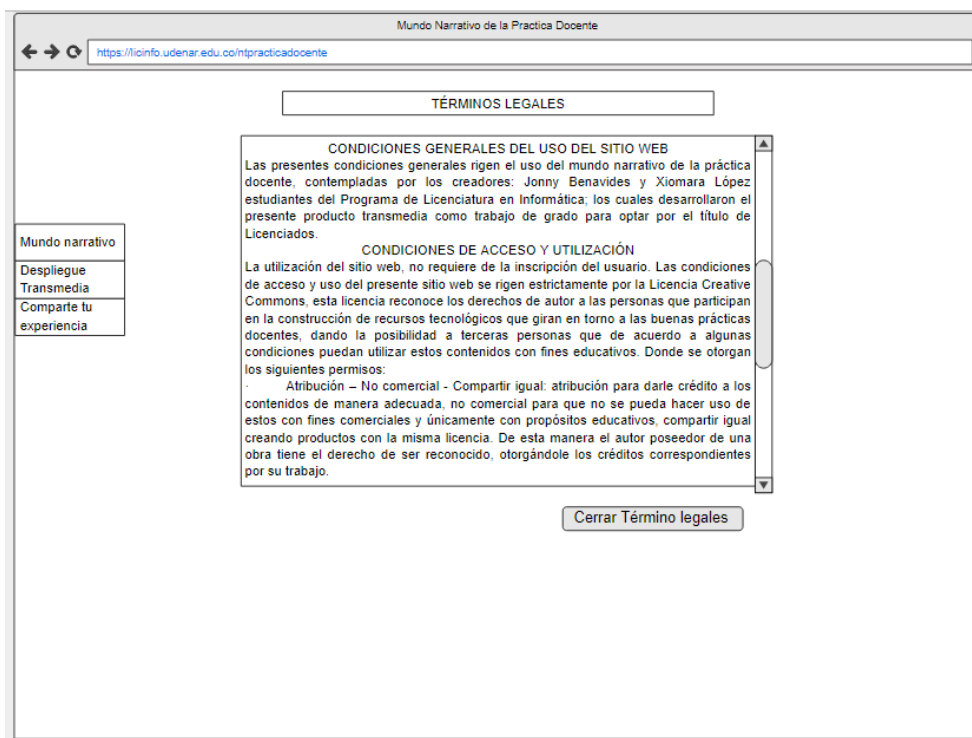 Mundo Narrativo de la Practica Docente
https://licinfo.udenar.edu.co/ntpracticadocente
TÉRMINOS LEGALES
Mundo narrativo
Despliegue
Transmedia
Comparte tu
experiencia
CONDICIONES GENERALES DEL USO DEL SITIO WEB
Las presentes condiciones generales rigen el uso del mundo narrativo de la práctica
docente, contempladas por los creadores: Jonny Benavides y Xiomara López
estudiantes del Programa de Licenciatura en Informática; los cuales desarrollaron el
presente producto transmedia como trabajo de grado para optar por el título de
Licenciados.
CONDICIONES DE ACCESO Y UTILIZACIÓN
La utilización del sitio web, no requiere de la inscripción del usuario. Las condiciones
de acceso y uso del presente sitio web se rigen estrictamente por la Licencia Creative
Commons, esta licencia reconoce los derechos de autor a las personas que participan
en la construcción de recursos tecnológicos que giran en torno a las buenas prácticas
docentes, dando la posibilidad a terceras personas que de acuerdo a algunas
condiciones puedan utilizar estos contenidos con fines educativos. Donde se otorgan
los siguientes permisos:
· Atribución – No comercial - Compartir igual: atribución para darle crédito a los
contenidos de manera adecuada, no comercial para que no se pueda hacer uso de
estos con fines comerciales y únicamente con propósitos educativos, compartir igual
creando productos con la misma licencia. De esta manera el autor poseedor de una
obra tiene el derecho de ser reconocido, otorgándole los créditos correspondientes
por su trabajo.
Cerrar Término legales